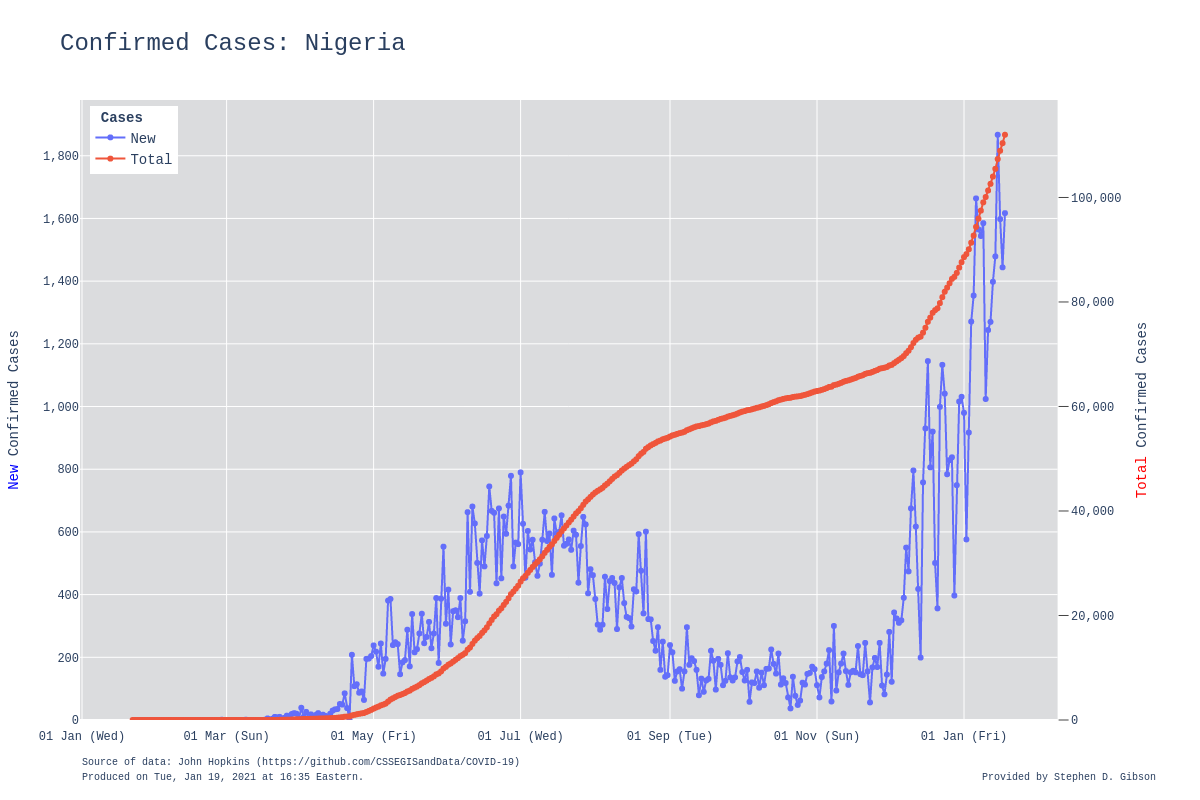 Confirmed Cases: Nigeria
Cases
New
Total
1,800
1,600
1,400
1,200
1,000
800
600
400
200
0
New Confirmed Cases
100,000
80,000
60,000
40,000
20,000
0
Total Confirmed Cases
01 Jan (Wed)
01 Mar (Sun)
01 May (Fri)
01 Jul (Wed)
01 Sep (Tue)
01 Nov (Sun)
01 Jan (Fri)
Source of data: John Hopkins (https://github.com/CSSEGISandData/COVID-19)
Produced on Tue, Jan 19, 2021 at 16:35 Eastern.
Provided by Stephen D. Gibson